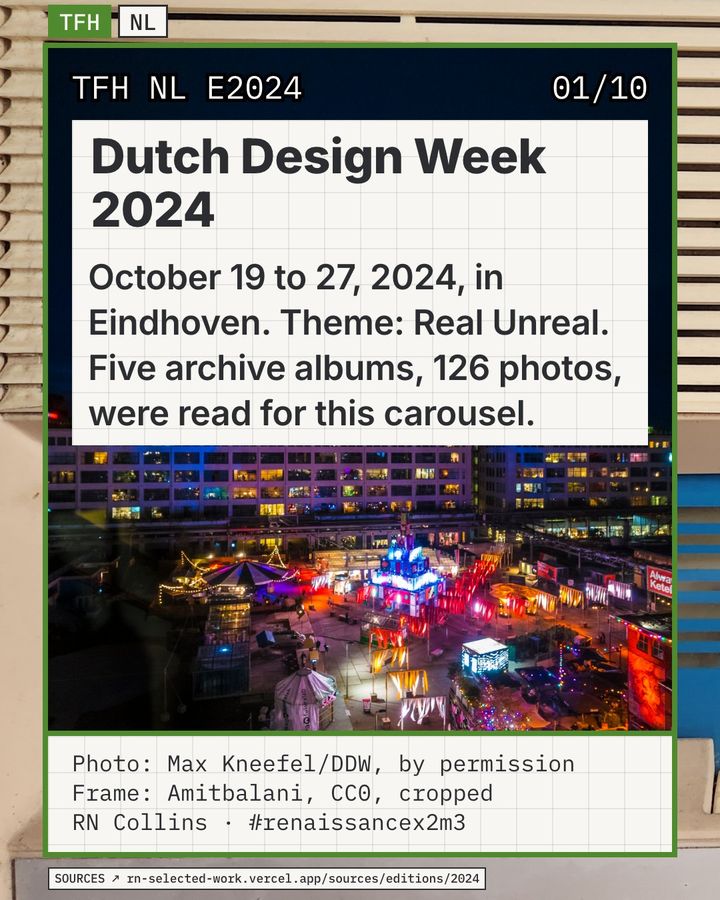 TFH NL
TFH NL E2024 01/10
Dutch Design Week
2024
October 19 to 27, 2024, in
Eindhoven. Theme: Real Unreal.
Five archive albums, 126 photos,
were read for this carousel.
Photo: Max Kneefel/DDW, by permission
Frame: Amitbalani, CC0, cropped
RN Collins · #renaissancex2m3
SOURCES ↗ rn-selected-work.vercel.app/sources/editions/2024